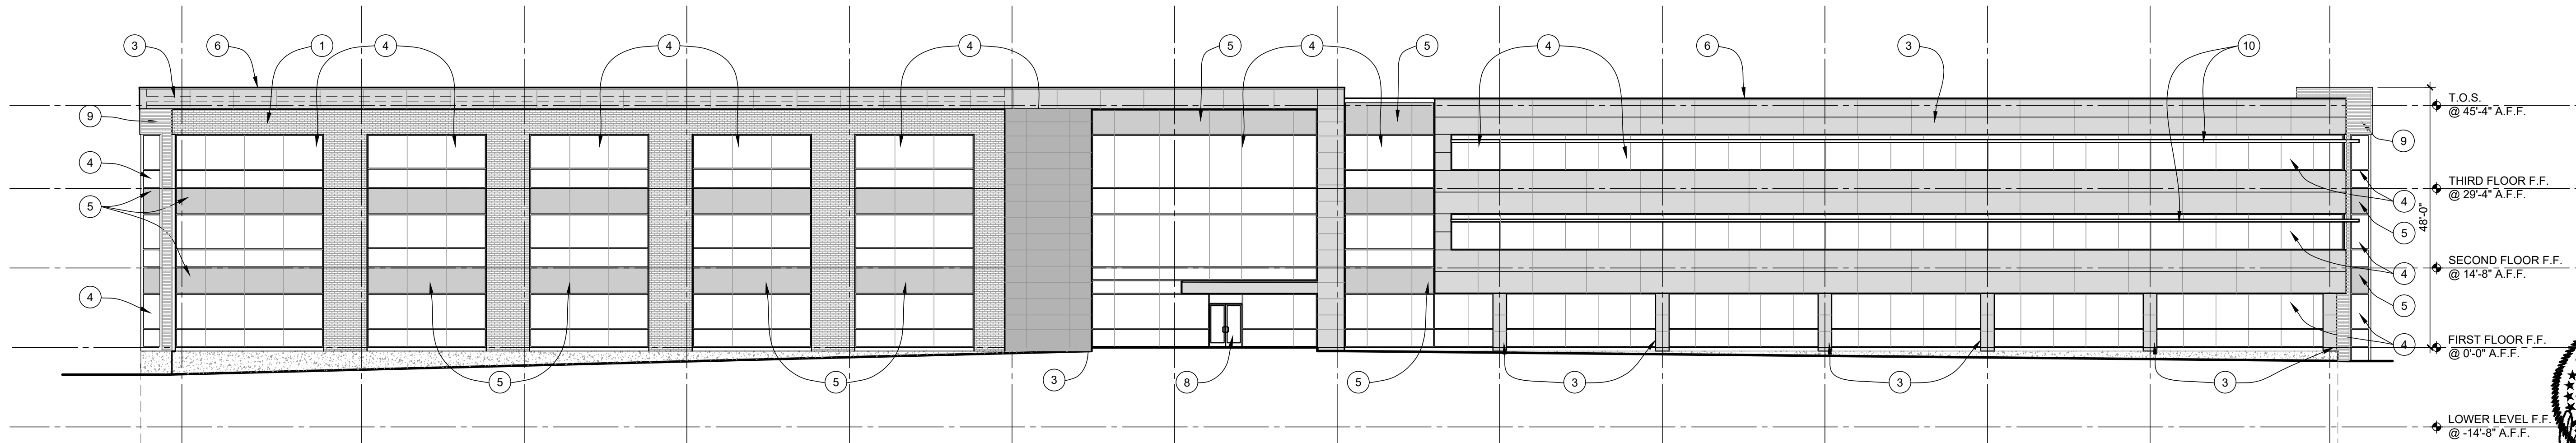 3 6 1 4 4 4 5 4 5 4 6 3 10
9
4
5
4
5 5 3 8 5 3 3 3
9
4
5
4
5
4
48'-0"
T.O.S.
@ 45'-4" A.F.F.
THIRD FLOOR F.F.
@ 29'-4" A.F.F.
SECOND FLOOR F.F.
@ 14'-8" A.F.F.
FIRST FLOOR F.F.
@ 0'-0" A.F.F.
LOWER LEVEL F.F.
@ -14'-8" A.F.F.